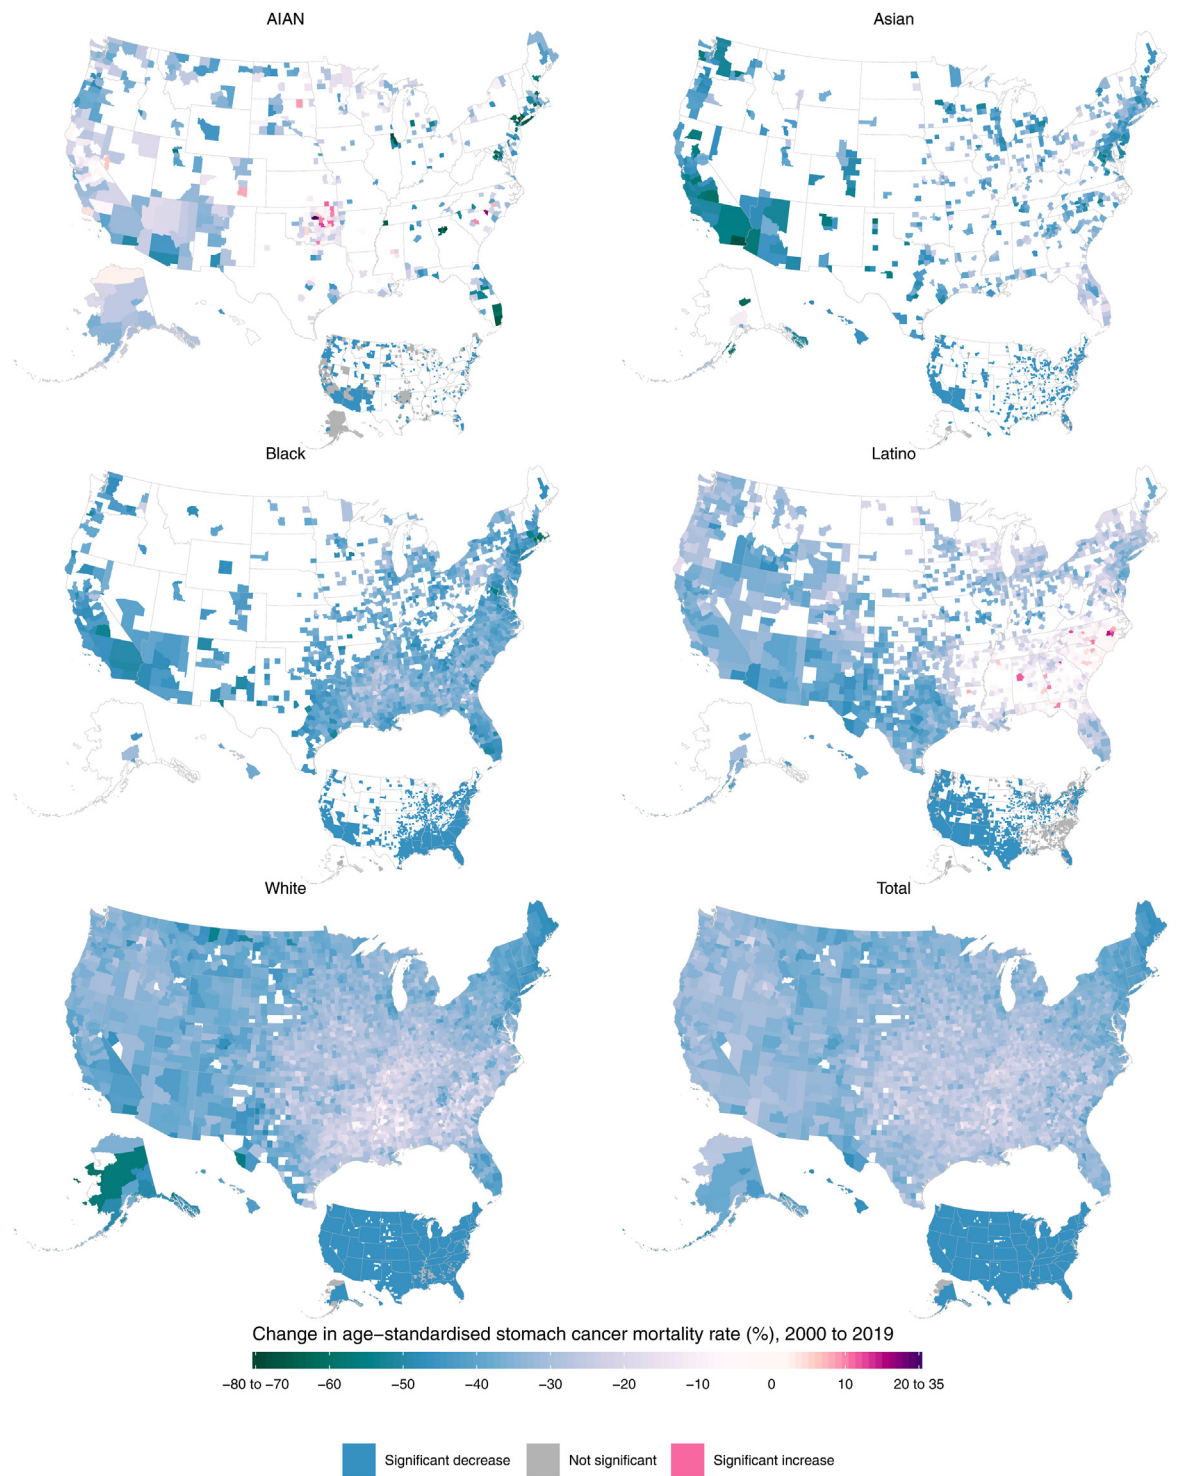 AIAN
Asian
Black
Latino
White
Total
Change in age−standardised stomach cancer mortality rate (%), 2000 to 2019
−80 to −70 −60 −50 −40 −30 −20 −10 0 10 20 to 35
Significant decrease Not significant Significant increase